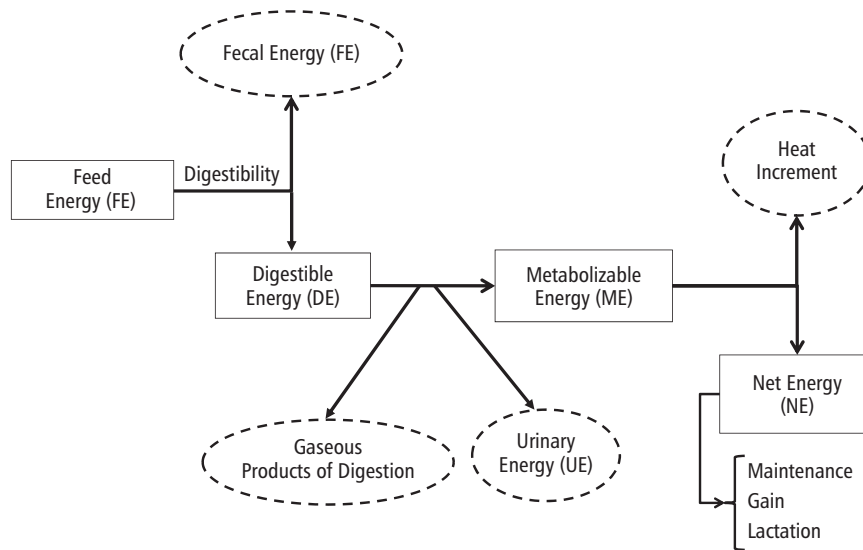 Fecal Energy (FE)
Feed
Energy (FE)
Digestibility
Heat
Increment
Digestible
Energy (DE)
Metabolizable
Energy (ME)
Net Energy
(NE)
Gaseous
Products of Digestion
Urinary
Energy (UE)
Maintenance
Gain
Lactation